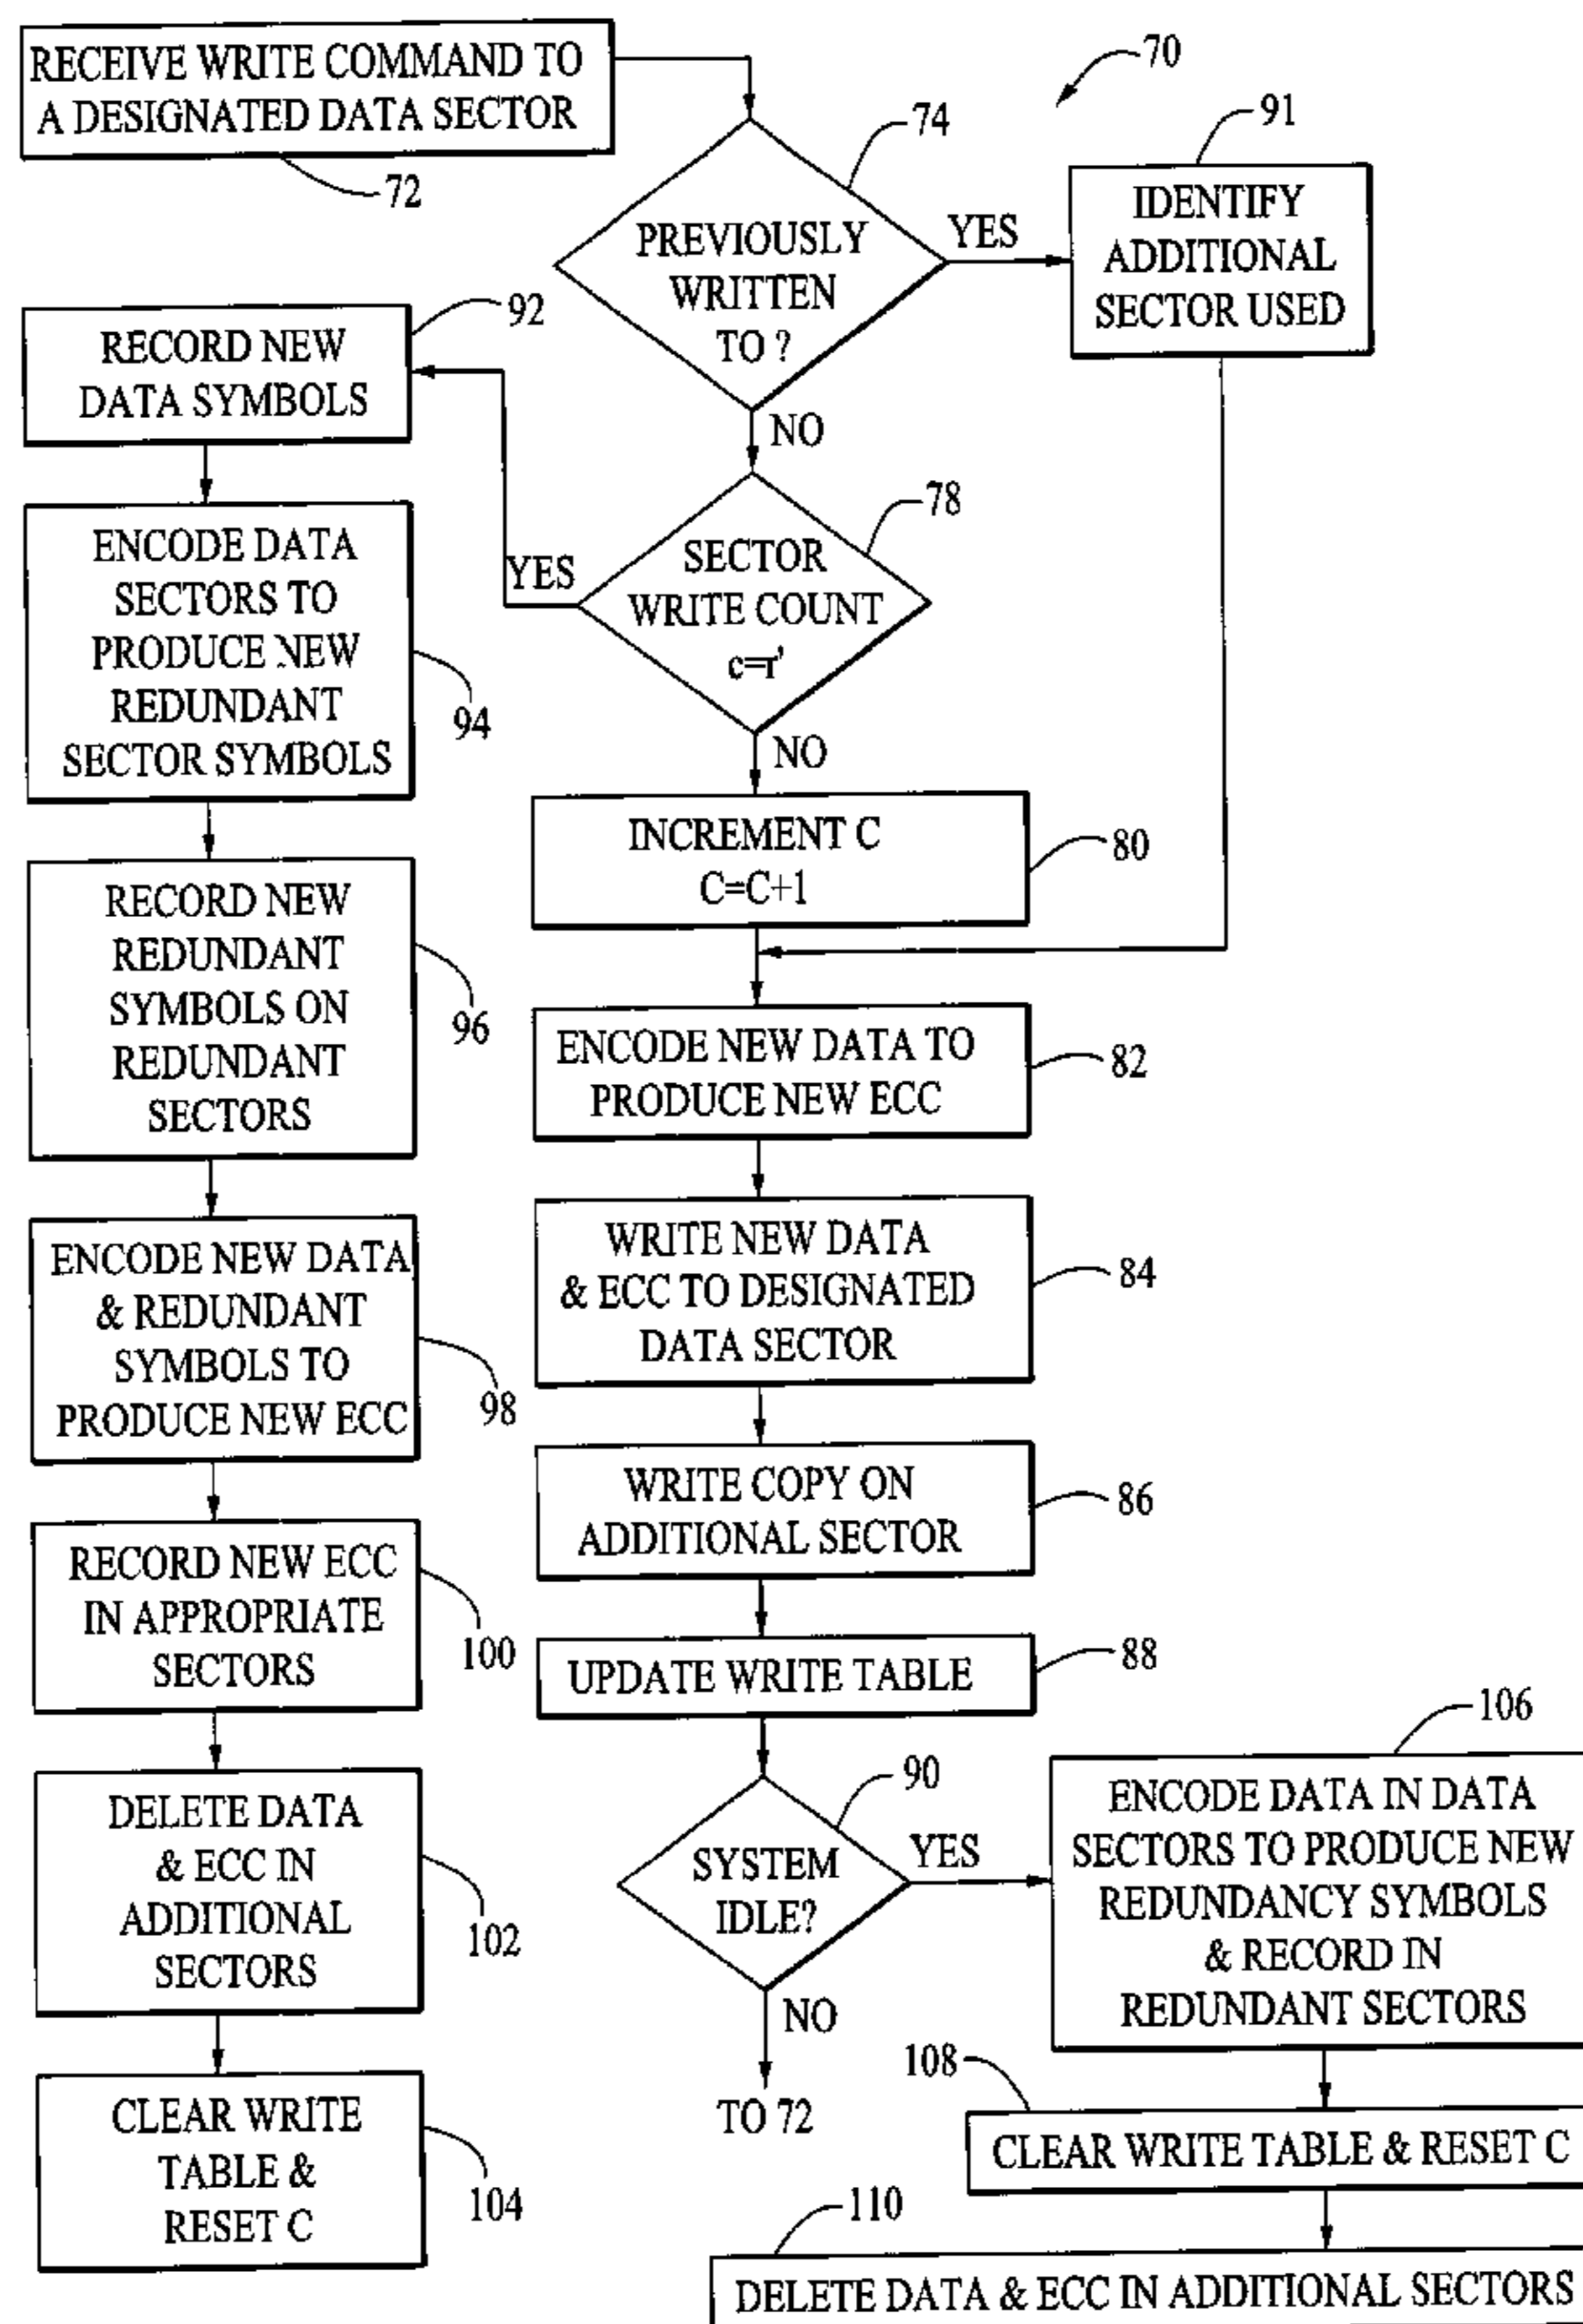 RECEIVE WRITE COMMAND TO
A DESIGNATED DATA SECTOR
72
70
74
PREVIOUSLY
WRITTEN
TO ?
YES
NO
91
IDENTIFY
ADDITIONAL
SECTOR USED
78
SECTOR
WRITE COUNT
c=r'
YES
NO
92
RECORD NEW
DATA SYMBOLS
ENCODE DATA
SECTORS TO
PRODUCE NEW
REDUNDANT
SECTOR SYMBOLS
94
RECORD NEW
REDUNDANT
SYMBOLS ON
REDUNDANT
SECTORS
96
ENCODE NEW DATA
& REDUNDANT
SYMBOLS TO
PRODUCE NEW ECC
98
RECORD NEW ECC
IN APPROPRIATE
SECTORS
100
DELETE DATA
& ECC IN
ADDITIONAL
SECTORS
102
CLEAR WRITE
TABLE &
RESET C
104
INCREMENT C
C=C+1
80
ENCODE NEW DATA TO
PRODUCE NEW ECC
82
WRITE NEW DATA
& ECC TO DESIGNATED
DATA SECTOR
84
WRITE COPY ON
ADDITIONAL SECTOR
86
UPDATE WRITE TABLE
88
90
SYSTEM
IDLE?
YES
NO
TO 72
106
ENCODE DATA IN DATA
SECTORS TO PRODUCE NEW
REDUNDANCY SYMBOLS
& RECORD IN
REDUNDANT SECTORS
108
CLEAR WRITE TABLE & RESET C
110
DELETE DATA & ECC IN ADDITIONAL SECTORS